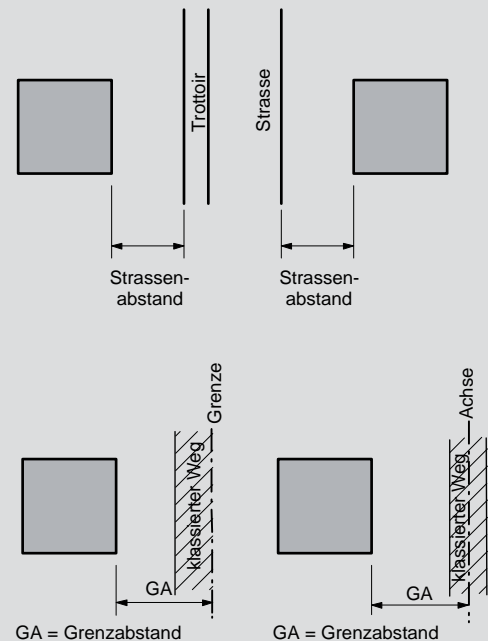 Trottoir
Strasse
Strassen-
abstand
Strassen-
abstand
Grenze
klassierter Weg
GA
GA = Grenzabstand
Achse
klassierter Weg
GA
GA = Grenzabstand